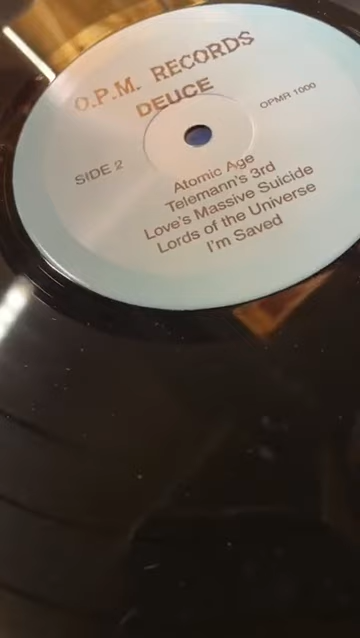 O.P.M. RECORDS
DEUCE
OPMR 1000
SIDE 2
Atomic Age
Telemann's 3rd
Love's Massive Suicide
Lords of the Universe
I'm Saved